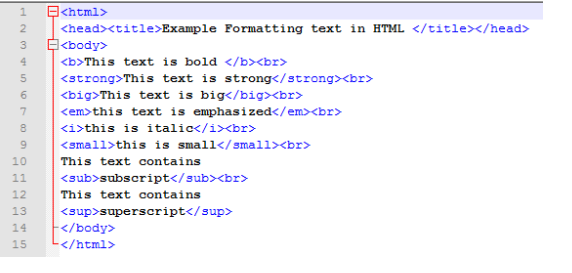 1 <html>
2 <head><title>Example Formatting text in HTML </title></head>
3 <body>
4 <b>This text is bold </b><br>
5 <strong>This text is strong</strong><br>
6 <big>This text is big</big><br>
7 <em>this text is emphasized</em><br>
8 <i>this is italic</i><br>
9 <small>this is small</small><br>
10 This text contains
11 <sub>subscript</sub><br>
12 This text contains
13 <sup>superscript</sup>
14 </body>
15 </html>